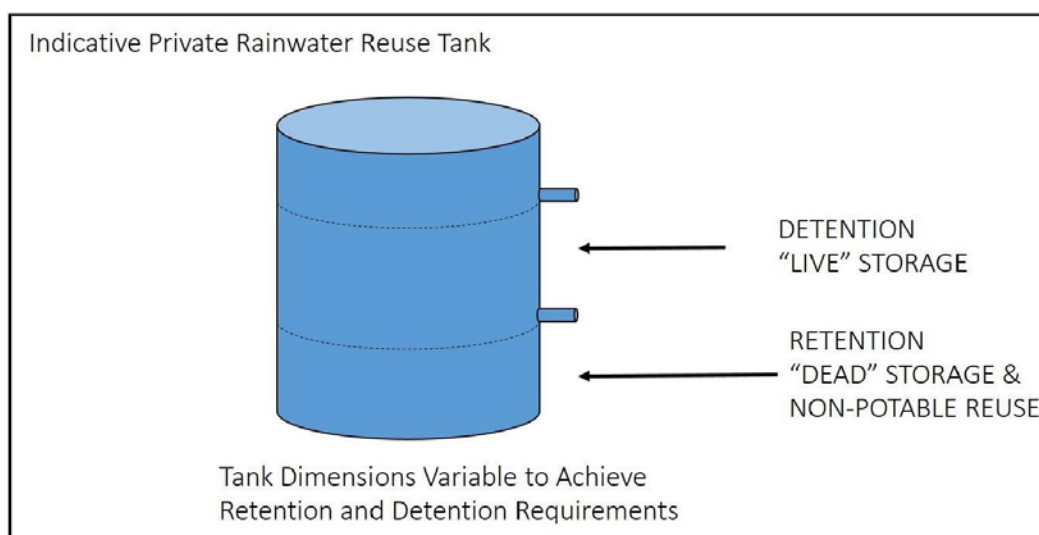 Indicative Private Rainwater Reuse Tank
DETENTION
“LIVE” STORAGE
RETENTION
“DEAD” STORAGE &
NON-POTABLE REUSE
Tank Dimensions Variable to Achieve
Retention and Detention Requirements